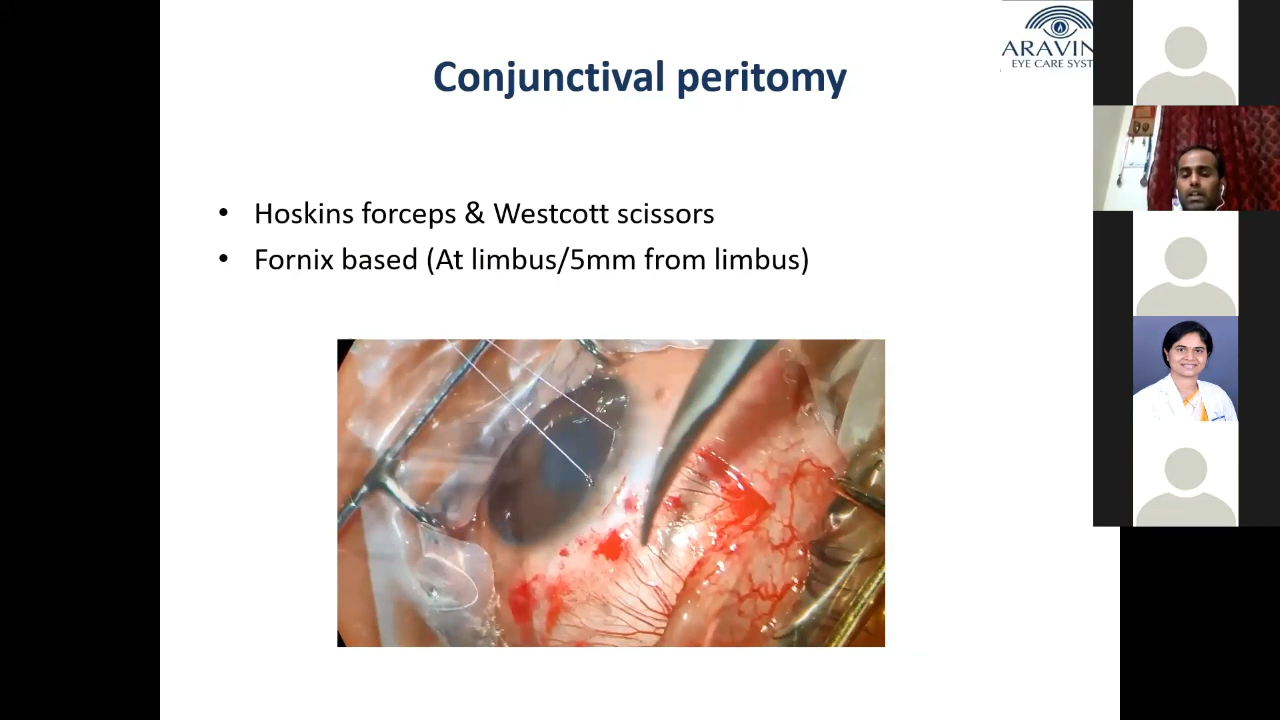 ARAVIN
EYE CARE SYST
Conjunctival peritomy
• Hoskins forceps & Westcott scissors
• Fornix based (At limbus/5mm from limbus)